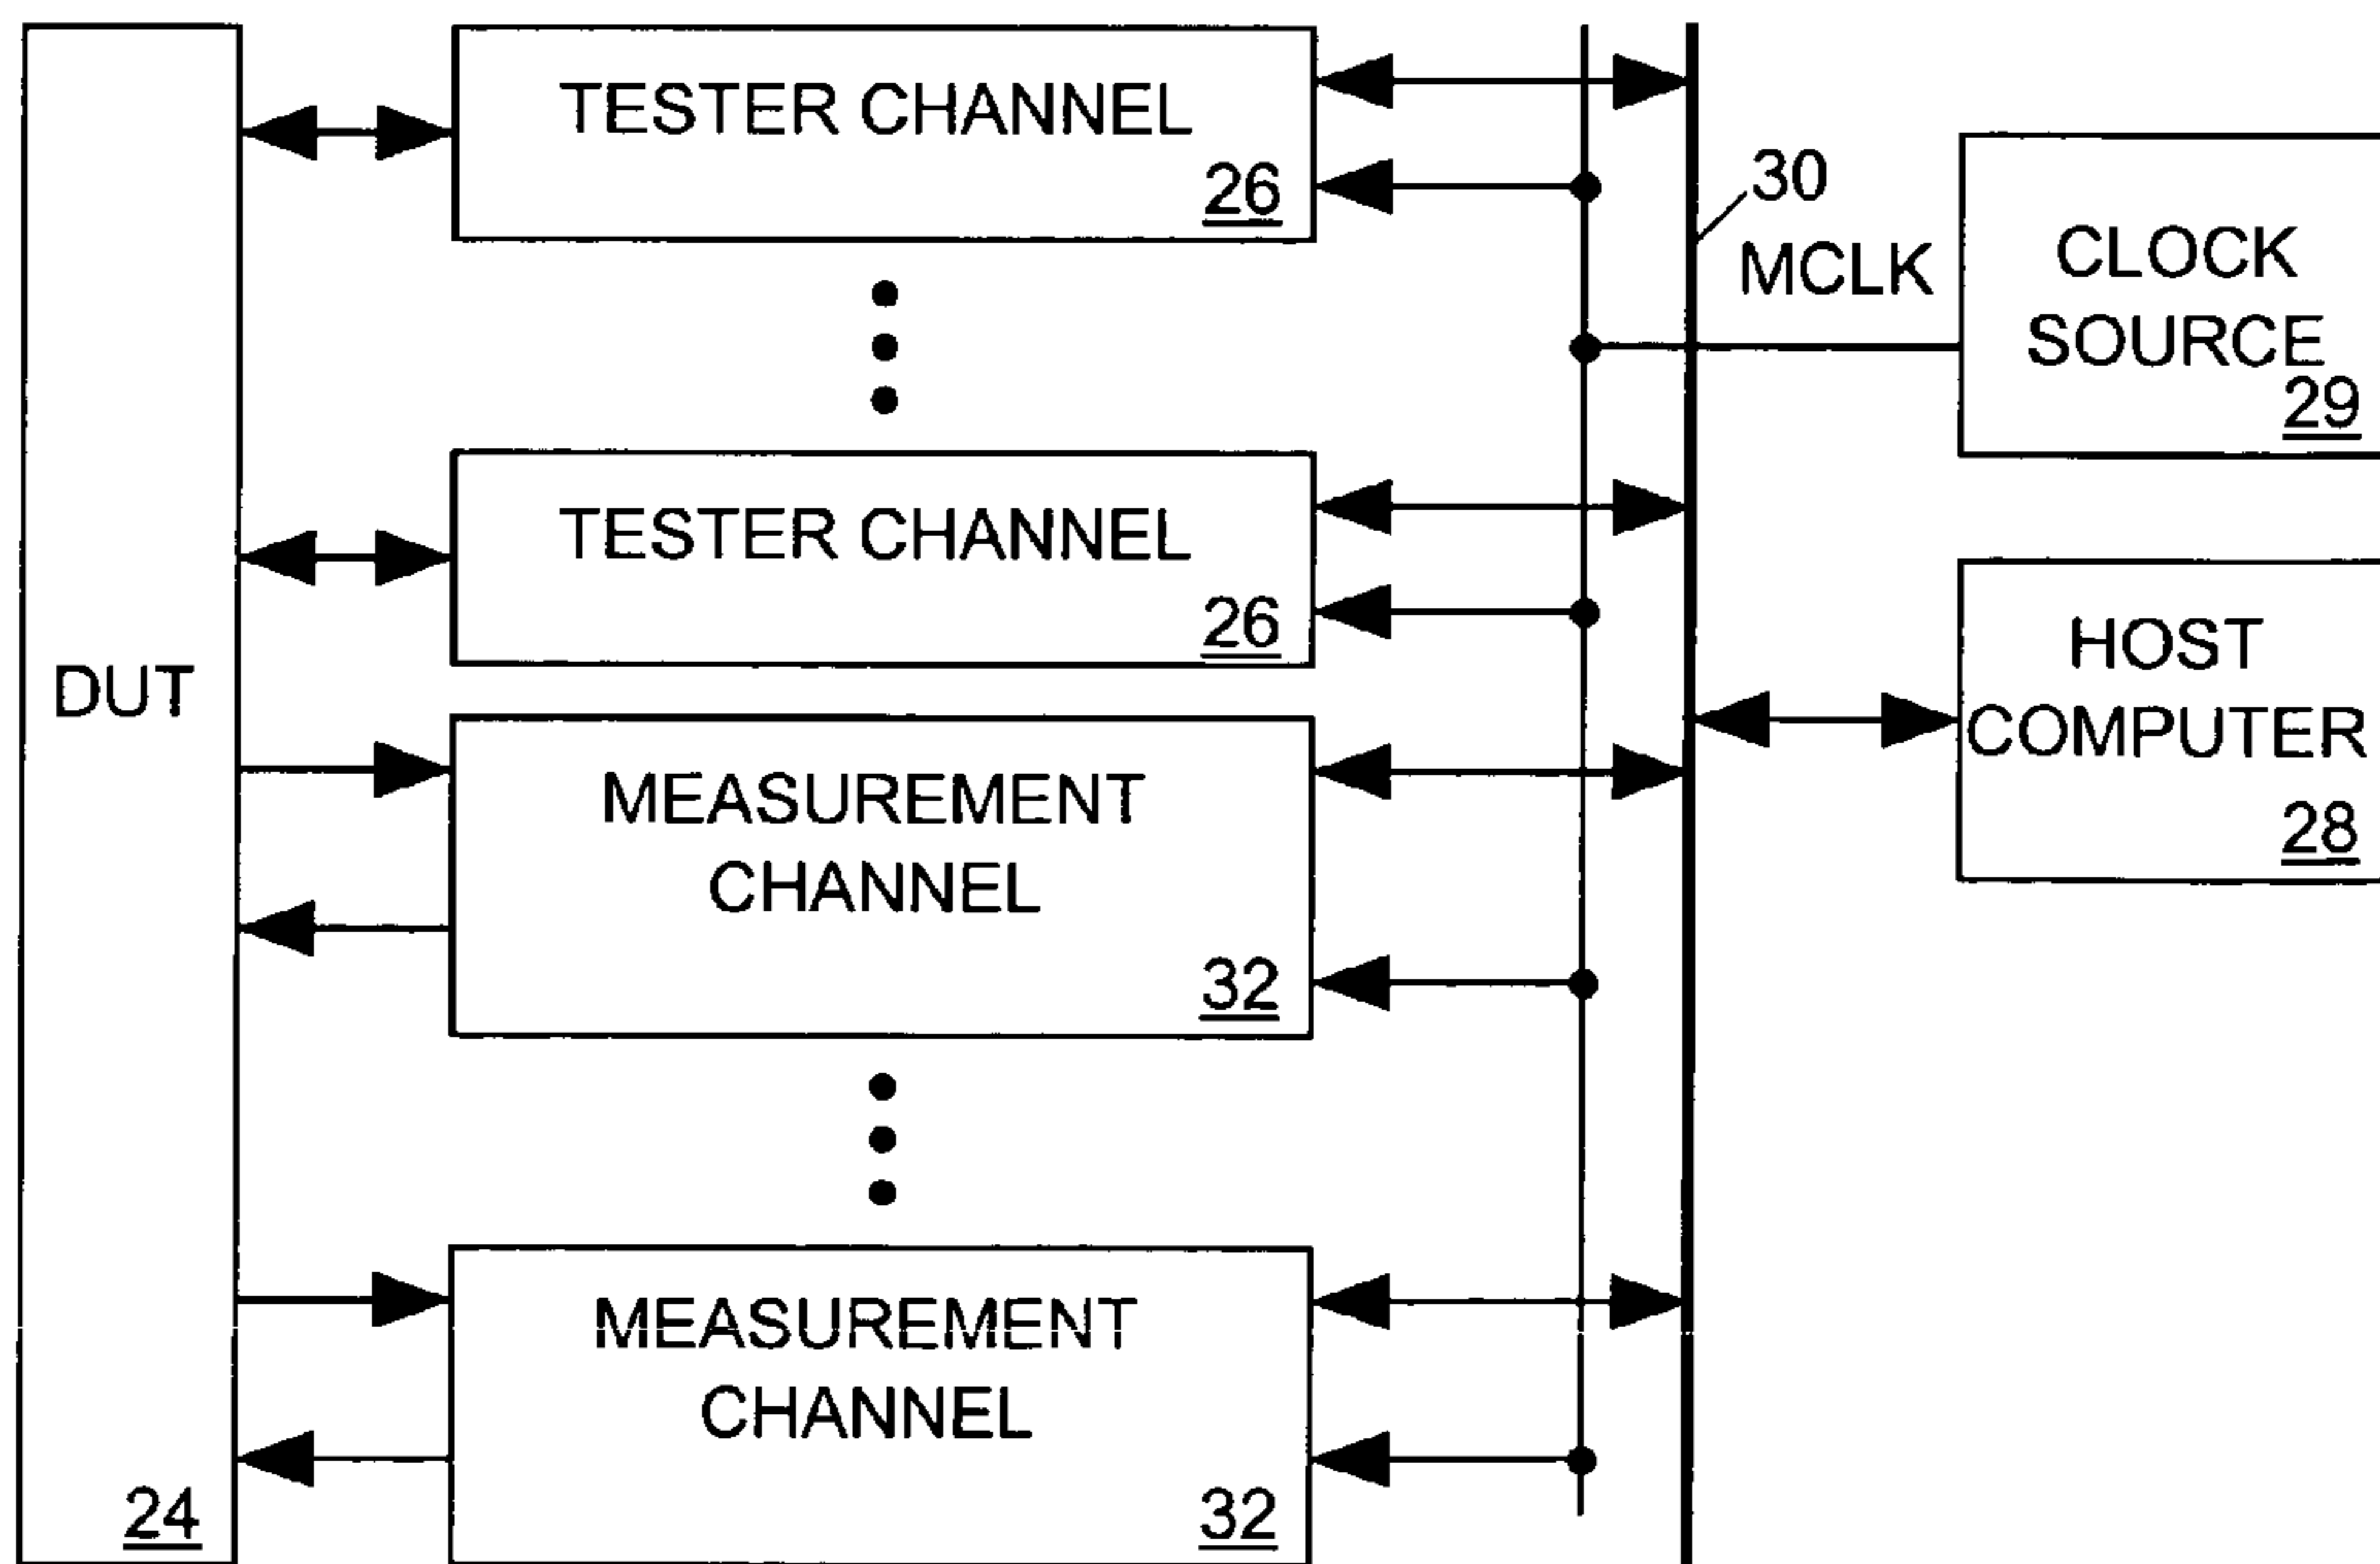 TESTER CHANNEL
26
30
MCLK
CLOCK
SOURCE
29
TESTER CHANNEL
26
HOST
COMPUTER
28
DUT
MEASUREMENT
CHANNEL
32
MEASUREMENT
CHANNEL
32
24